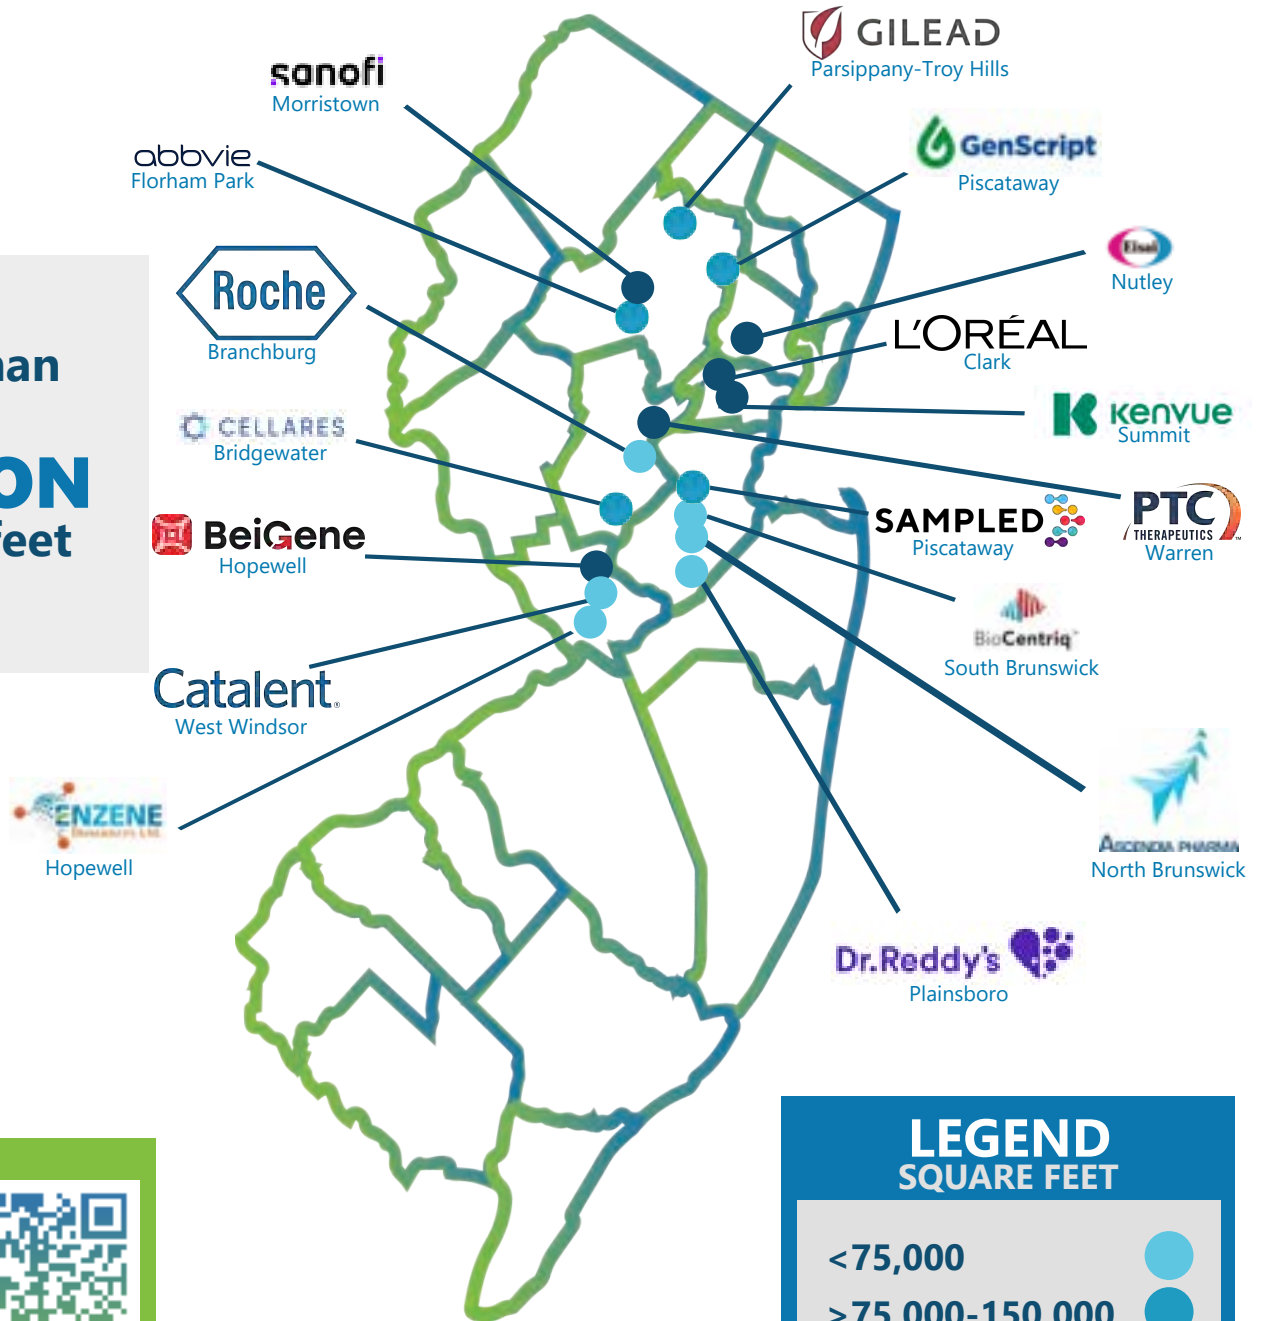 GILEAD
Parsippany-Troy Hills
sanofi
Morristown
GenScript
Piscataway
abbvie
Florham Park
Eisai
Nutley
Roche
Branchburg
L'ORÉAL
Clark
an
kenvue
Summit
CELLARES
Bridgewater
ON
feet
BeiGene
Hopewell
SAMPLED
Piscataway
PTC
THERAPEUTICS
Warren
BioCentriq
South Brunswick
Catalent®
West Windsor
ENZENE
Hopewell
ASCENDIA PHARMA
North Brunswick
Dr.Reddy's
Plainsboro
LEGEND
SQUARE FEET
<75,000
>75,000-150,000